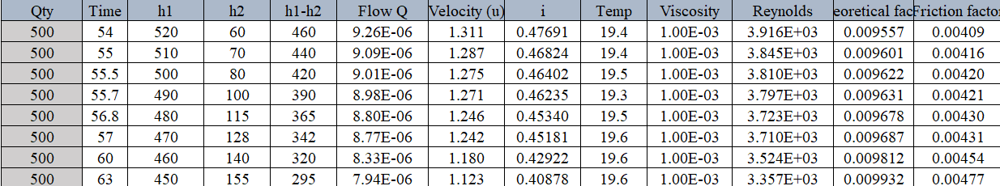 Qty Time h1 h2 h1-h2 Flow Q Velocity (u) i Temp Viscosity Reynolds eoretical fac Friction factor
500 54 520 60 460 9.26E-06 1.311 0.47691 19.4 1.00E-03 3.916E+03 0.009557 0.00409
500 55 510 70 440 9.09E-06 1.287 0.46824 19.4 1.00E-03 3.845E+03 0.009601 0.00416
500 55.5 500 80 420 9.01E-06 1.275 0.46402 19.5 1.00E-03 3.810E+03 0.009622 0.00420
500 55.7 490 100 390 8.98E-06 1.271 0.46235 19.3 1.00E-03 3.797E+03 0.009631 0.00421
500 56.8 480 115 365 8.80E-06 1.246 0.45340 19.5 1.00E-03 3.723E+03 0.009678 0.00430
500 57 470 128 342 8.77E-06 1.242 0.45181 19.6 1.00E-03 3.710E+03 0.009687 0.00431
500 60 460 140 320 8.33E-06 1.180 0.42922 19.6 1.00E-03 3.524E+03 0.009812 0.00454
500 63 450 155 295 7.94E-06 1.123 0.40878 19.6 1.00E-03 3.357E+03 0.009932 0.00477